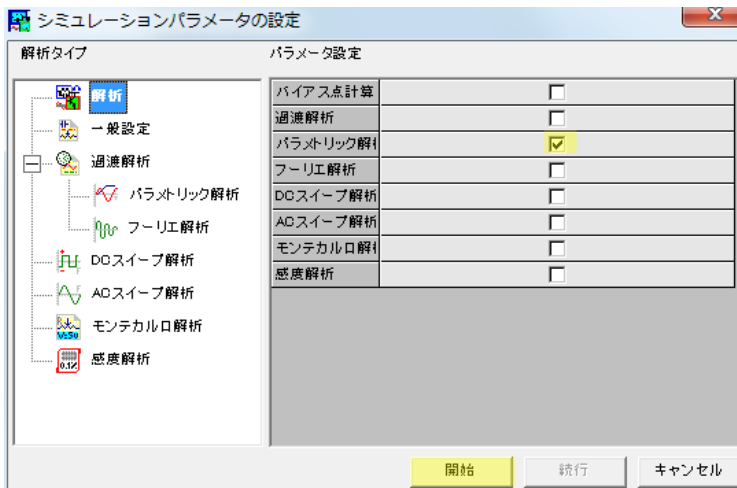 シミュレーションパラメータの設定
解析タイプ
パラメータ設定
解析
一般設定
過渡解析
パラメトリック解析
フーリエ解析
DCスイープ解析
ACスイープ解析
モンテカルロ解析
感度解析
バイアス点計算
過渡解析
パラメトリック解
フーリエ解析
DCスイープ解析
ACスイープ解析
モンテカルロ解
感度解析
開始
続行
キャンセル